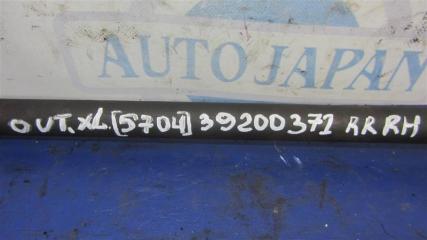 AUTO JAPAN
OUT.XL.[5704] 39200371 RR RH